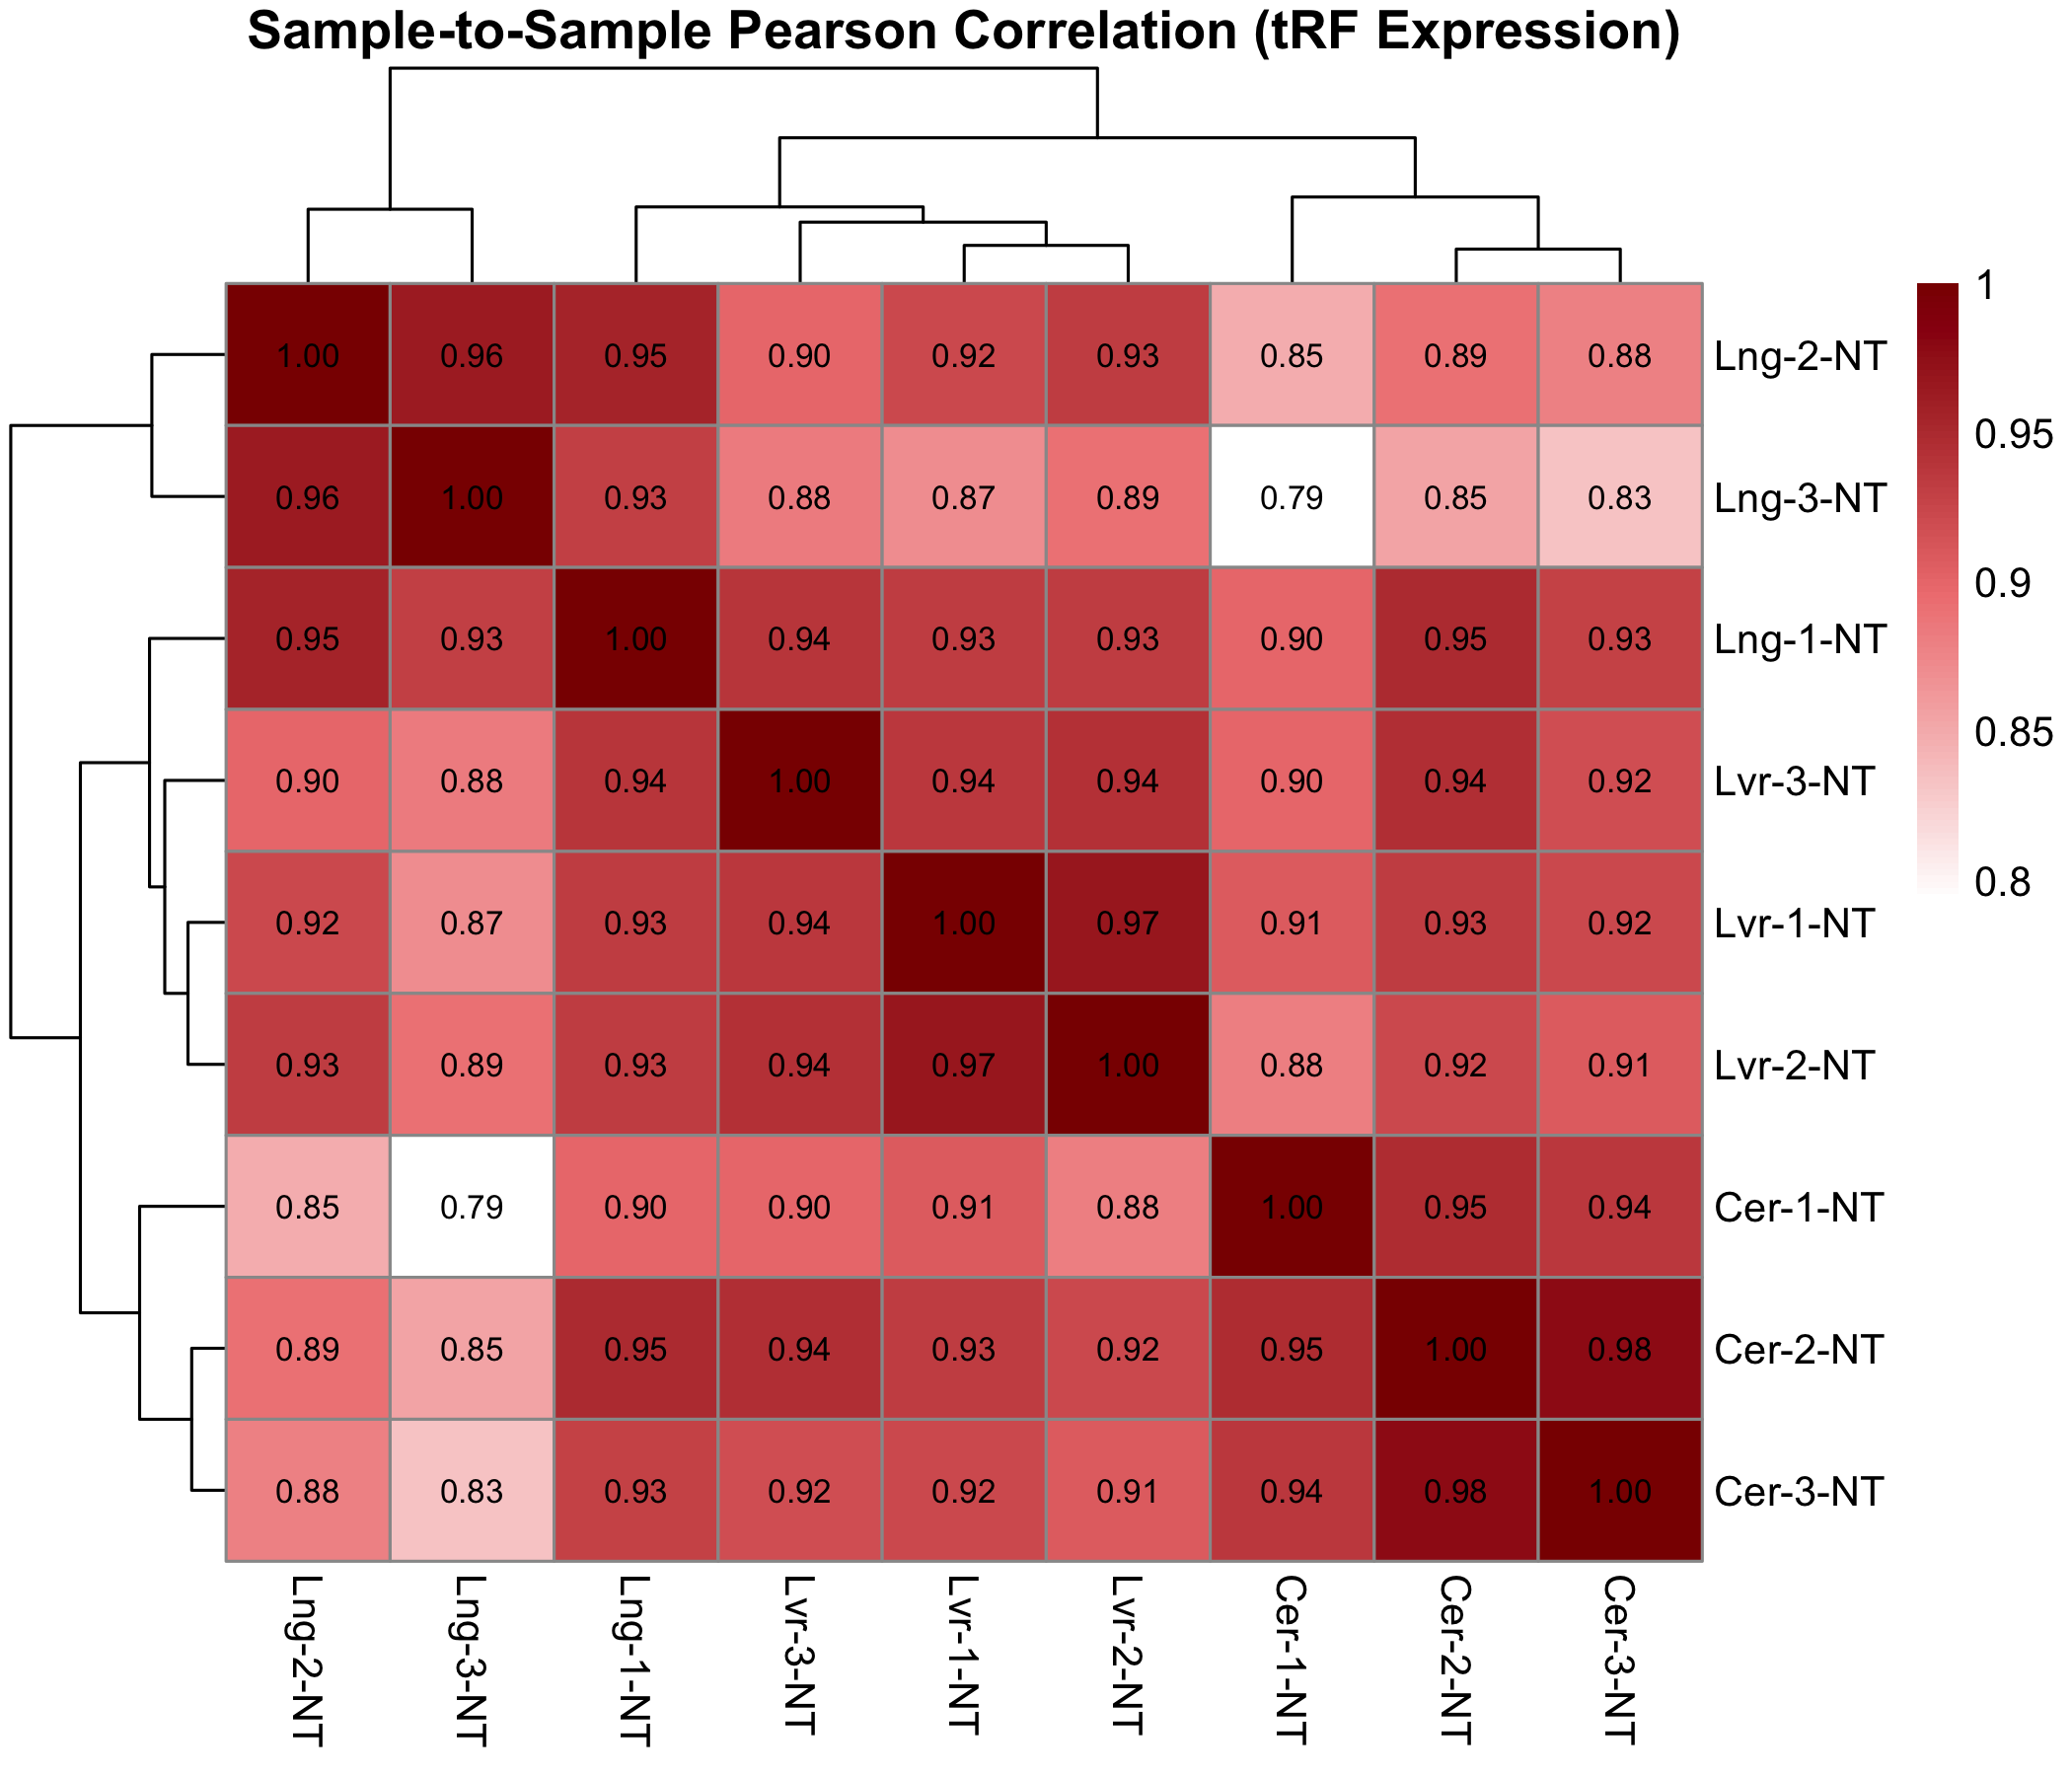 Sample-to-Sample Pearson Correlation (tRF Expression)
1.00 0.96 0.95 0.90 0.92 0.93 0.85 0.89 0.88 Lng-2-NT
0.96 1.00 0.93 0.88 0.87 0.89 0.79 0.85 0.83 Lng-3-NT
0.95 0.93 1.00 0.94 0.93 0.93 0.90 0.95 0.93 Lng-1-NT
0.90 0.88 0.94 1.00 0.94 0.94 0.90 0.94 0.92 Lvr-3-NT
0.92 0.87 0.93 0.94 1.00 0.97 0.91 0.93 0.92 Lvr-1-NT
0.93 0.89 0.93 0.94 0.97 1.00 0.88 0.92 0.91 Lvr-2-NT
0.85 0.79 0.90 0.90 0.91 0.88 1.00 0.95 0.94 Cer-1-NT
0.89 0.85 0.95 0.94 0.93 0.92 0.95 1.00 0.98 Cer-2-NT
0.88 0.83 0.93 0.92 0.92 0.91 0.94 0.98 1.00 Cer-3-NT
Lng-2-NT
Lng-3-NT
Lng-1-NT
Lvr-3-NT
Lvr-1-NT
Lvr-2-NT
Cer-1-NT
Cer-2-NT
Cer-3-NT
1
0.95
0.9
0.85
0.8